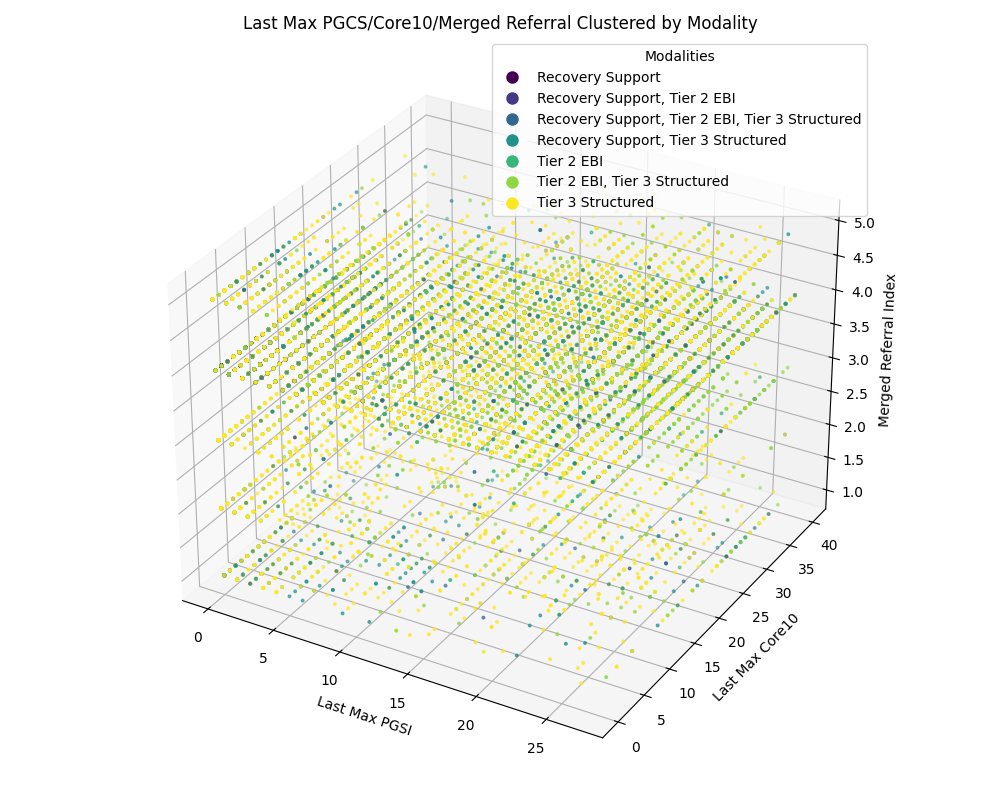 Last Max PGCS/Core10/Merged Referral Clustered by Modality
Modalities
Recovery Support
Recovery Support, Tier 2 EBI
Recovery Support, Tier 2 EBI, Tier 3 Structured
Recovery Support, Tier 3 Structured
Tier 2 EBI
Tier 2 EBI, Tier 3 Structured
Tier 3 Structured
5.0
4.5
4.0
3.5
3.0
2.5
2.0
1.5
1.0
Merged Referral Index
40
35
30
25
20
15
10
5
0
Last Max Core10
0
5
10
15
20
25
Last Max PGSI